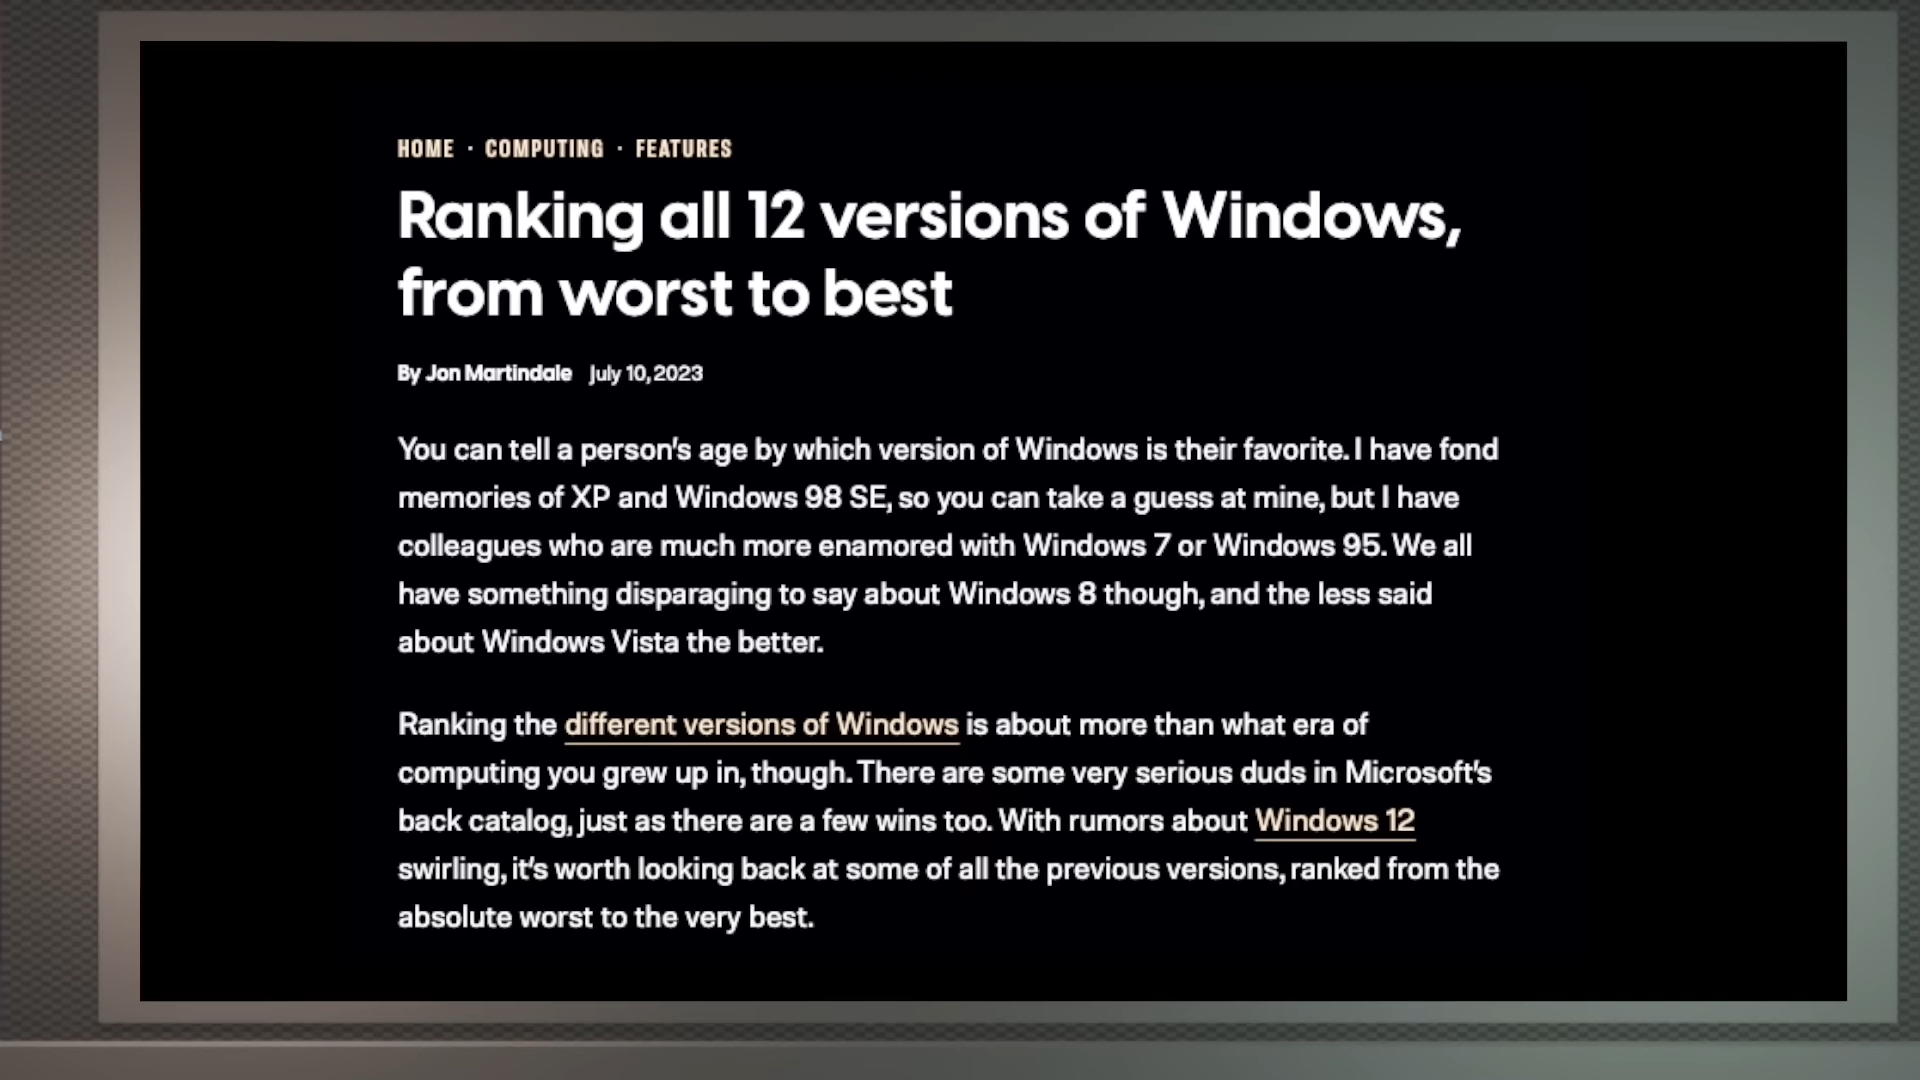 HOME · COMPUTING · FEATURES
Ranking all 12 versions of Windows,
from worst to best
By Jon Martindale July 10, 2023
You can tell a person's age by which version of Windows is their favorite. I have fond
memories of XP and Windows 98 SE, so you can take a guess at mine, but I have
colleagues who are much more enamored with Windows 7 or Windows 95. We all
have something disparaging to say about Windows 8 though, and the less said
about Windows Vista the better.
Ranking the different versions of Windows is about more than what era of
computing you grew up in, though. There are some very serious duds in Microsoft's
back catalog, just as there are a few wins too. With rumors about Windows 12
swirling, it's worth looking back at some of all the previous versions, ranked from the
absolute worst to the very best.